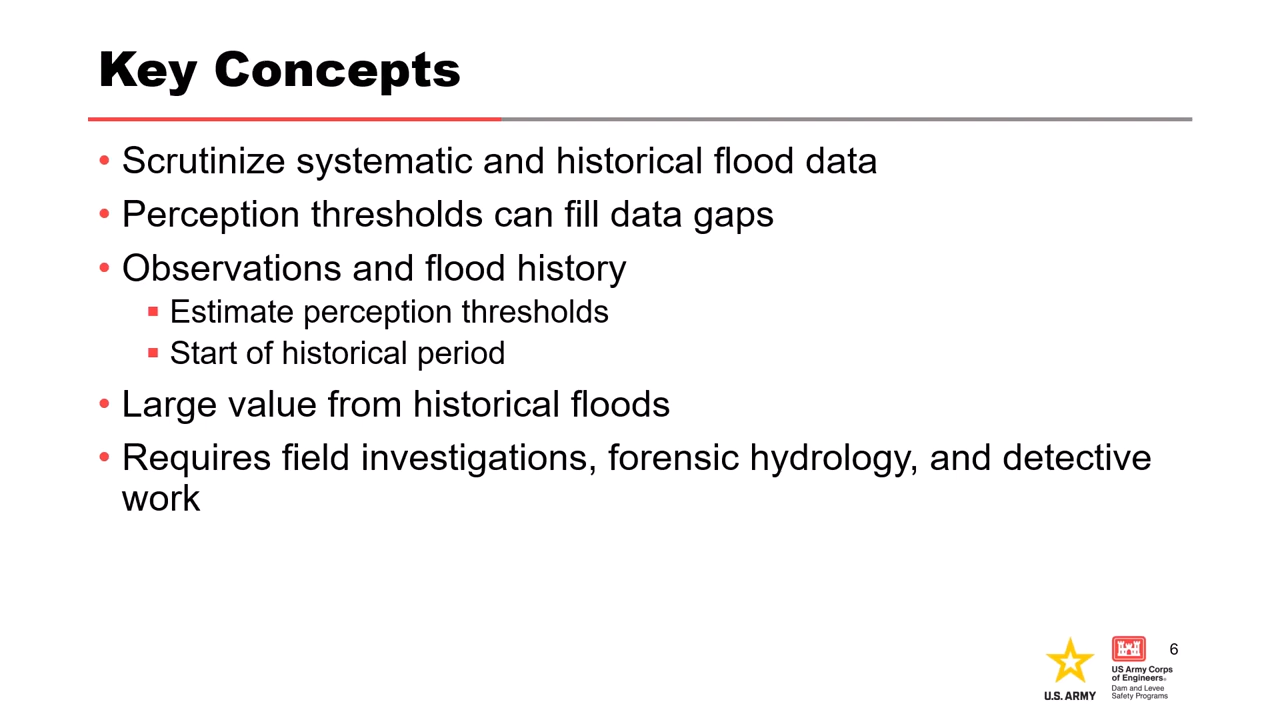 Key Concepts
• Scrutinize systematic and historical flood data
• Perception thresholds can fill data gaps
• Observations and flood history
▪ Estimate perception thresholds
▪ Start of historical period
• Large value from historical floods
• Requires field investigations, forensic hydrology, and detective
work
6
U.S. ARMY
US Army Corps
of Engineers®
Dam and Levee
Safety Programs